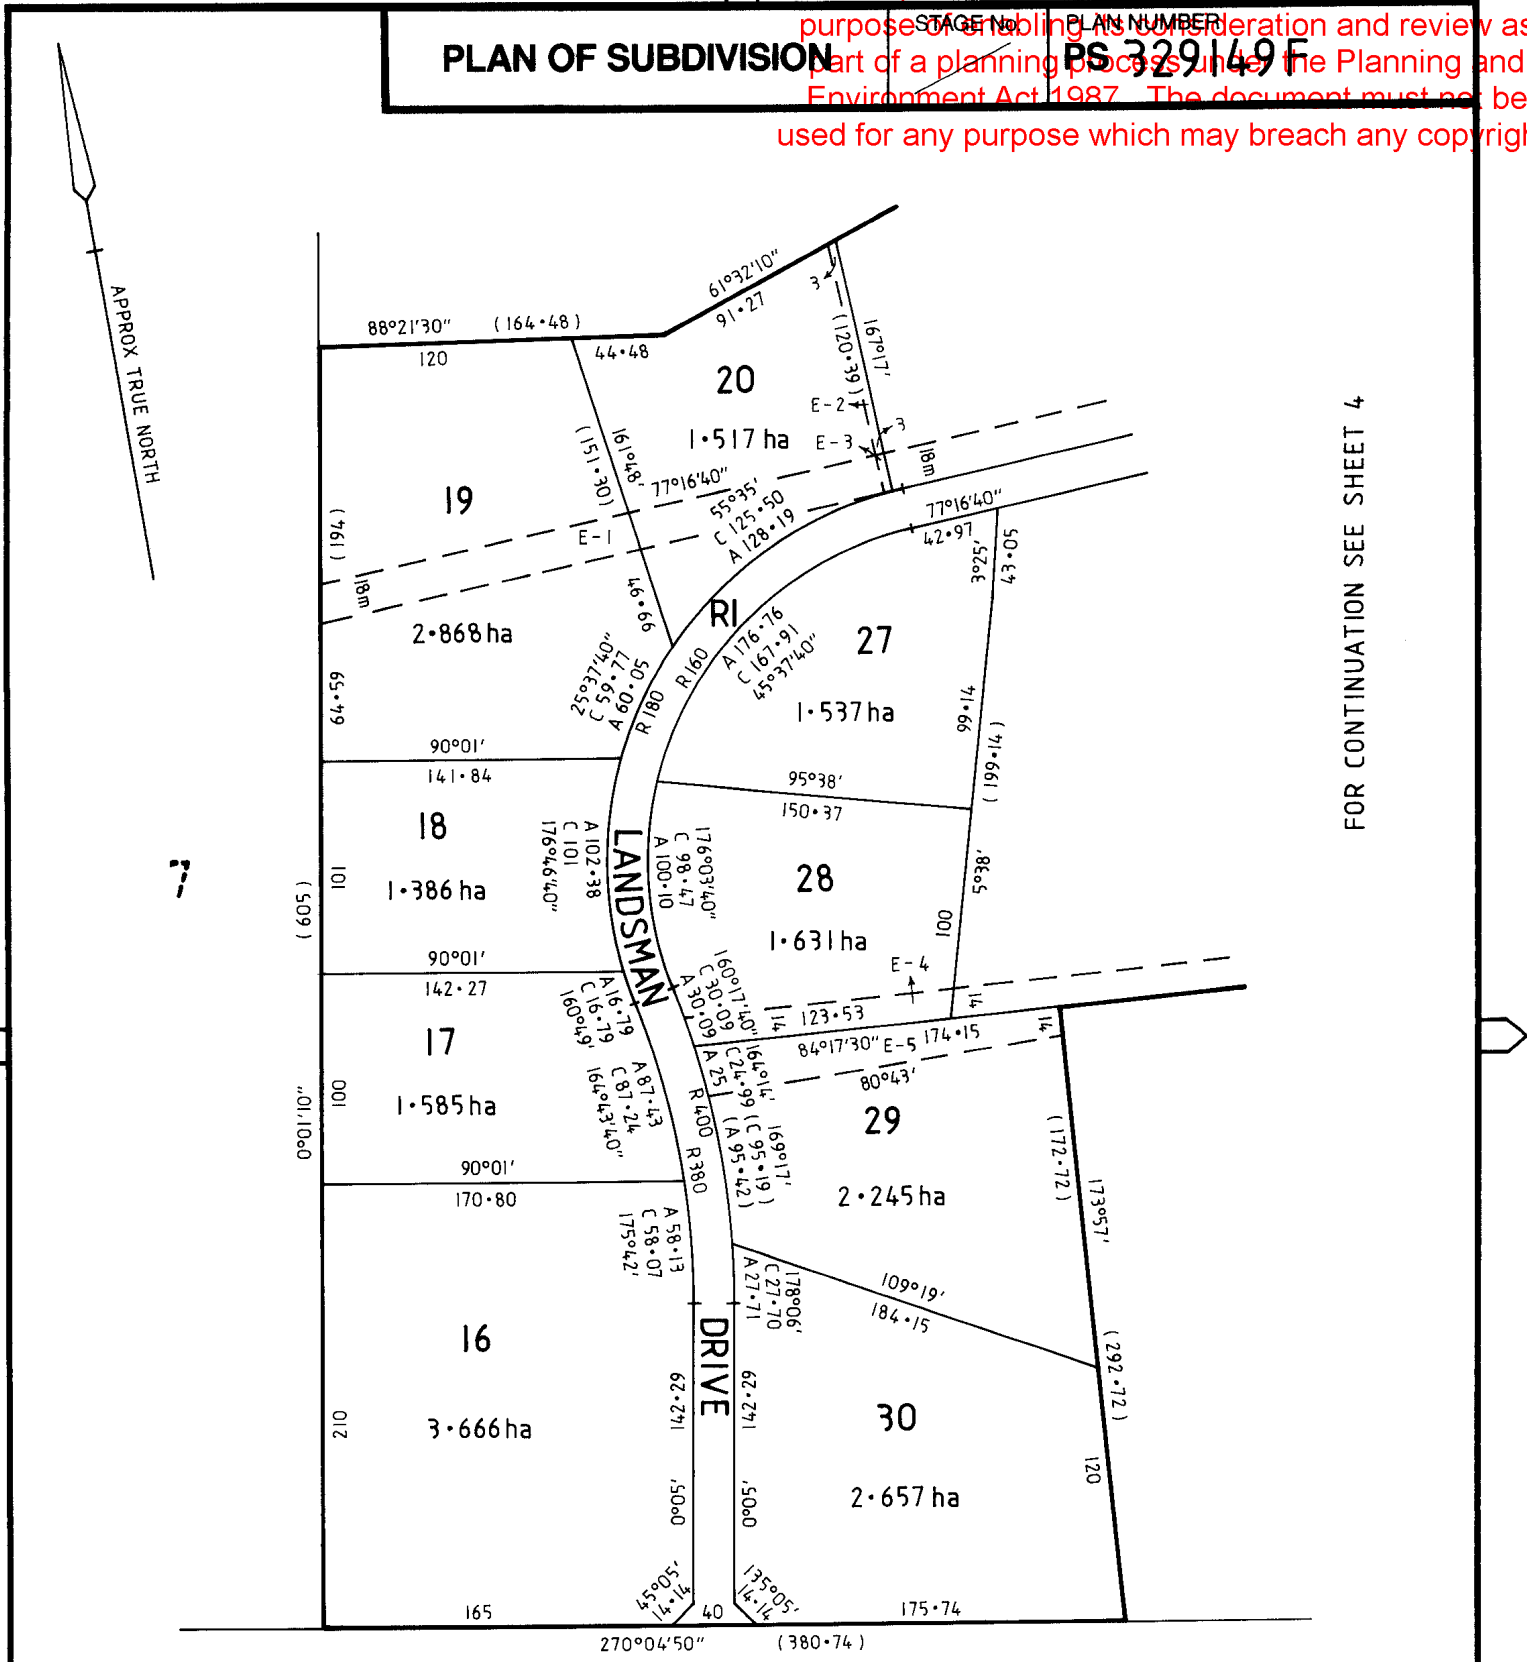 purpose of enabling its consideration and review as
part of a planning process under the Planning and
Environment Act 1987. The document must not be
used for any purpose which may breach any copyrigh
PLAN OF SUBDIVISION
STAGE No.
PLAN NUMBER
PS 329149F
APPROX TRUE NORTH
61°32'10"
91·27
88°21'30"
(164·48)
120
44·48
3
(120·39)
167°17'
20
1·517 ha
E-2
E-3
3
18m
19
(151·30)
161°48'
77°16'40"
55°35'
C 125·50
A 128·19
(194)
E-1
18m
77°16'40"
42·97
3°25'
43·05
46·66
2·868 ha
RI
25°37'40"
C 59·77
A 60·05
R 180
R 160
A 176·76
C 167·91
45°37'40"
27
1·537 ha
99·14
(199·14)
64·59
90°01'
141·84
95°38'
150·37
18
1·386 ha
101
A 102·38
C 101
176°46'40"
LANDSMAN
176°03'40"
C 98·47
A 100·10
28
1·631 ha
5°38'
100
7
(605)
90°01'
142·27
E-4
160°17'40"
C 30·09
A 30·09
14
123·53
14
84°17'30"
E-5
174·15
14
80°43'
17
1·585 ha
100
0°01'10"
A 16·79
C 16·79
160°49'
A 87·43
C 87·24
164°43'40"
164°14'
C 24·99
A 25
169°17'
(C 95·19)
(A 95·42)
R 400
R 380
29
2·245 ha
(172·72)
173°57'
90°01'
170·80
A 58·13
C 58·07
175°42'
178°06'
C 27·70
A 27·71
109°19'
184·15
(292·72)
16
3·666 ha
210
DRIVE
142·29
0°05'
142·29
0°05'
30
2·657 ha
120
45°05'
14·14
135°05'
14·14
165
40
175·74
270°04'50"
(380·74)
FOR CONTINUATION SEE SHEET 4